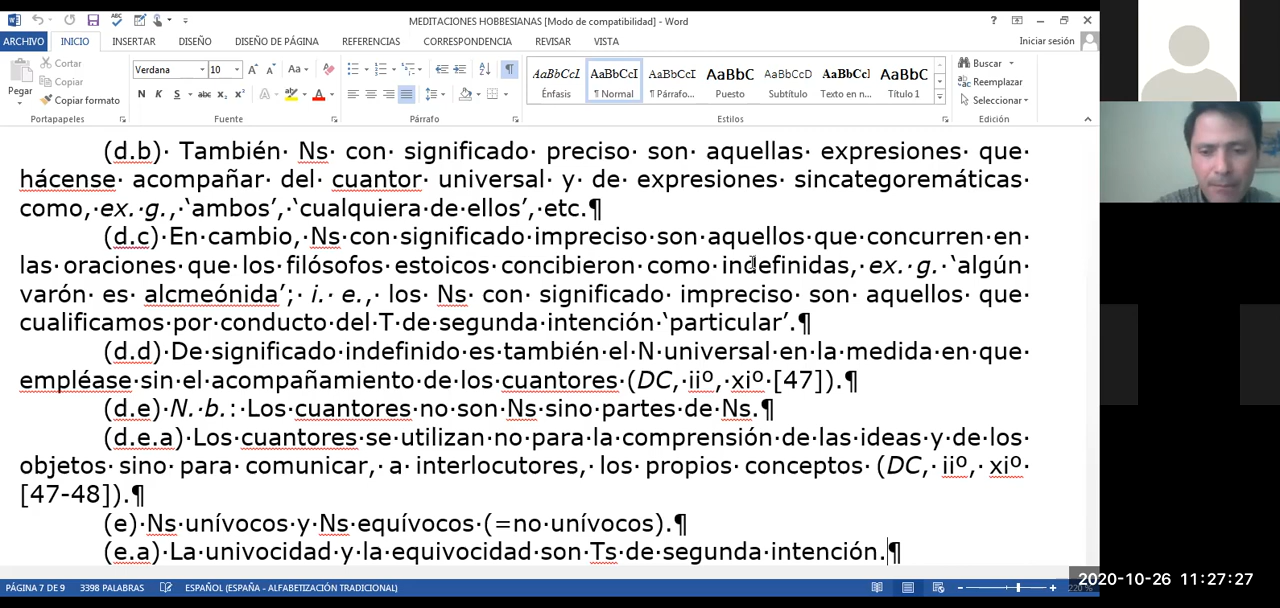 MEDITACIONES HOBBESIANAS [Modo de compatibilidad] - Word
ARCHIVO INICIO INSERTAR DISEÑO DISEÑO DE PÁGINA REFERENCIAS CORRESPONDENCIA REVISAR VISTA Iniciar sesión
Pegar
Cortar
Copiar
Copiar formato
Portapapeles
Verdana 10
N K S abc x₂ x²
Fuente
Párrafo
AaBbCcI Énfasis
AaBbCcI ¶ Normal
AaBbCcI ¶ Párrafo...
AaBbC Puesto
AaBbCcD Subtítulo
AaBbCcI Texto en n...
AaBbC Título 1
Estilos
Buscar
Reemplazar
Seleccionar
Edición
(d.b) También Ns con significado preciso son aquellas expresiones que
hácense acompañar del cuantor universal y de expresiones sincategoremáticas
como, ex. g., ‘ambos’, ‘cualquiera de ellos’, etc.¶
(d.c) En cambio, Ns con significado impreciso son aquellos que concurren en
las oraciones que los filósofos estoicos concibieron como indefinidas, ex. g. ‘algún
varón es alcmeónida’; i. e., los Ns con significado impreciso son aquellos que
cualificamos por conducto del T de segunda intención ‘particular’.¶
(d.d) De significado indefinido es también el N universal en la medida en que
empléase sin el acompañamiento de los cuantores (DC, iiº, xiº [47]).¶
(d.e) N. b.: Los cuantores no son Ns sino partes de Ns.¶
(d.e.a) Los cuantores se utilizan no para la comprensión de las ideas y de los
objetos sino para comunicar, a interlocutores, los propios conceptos (DC, iiº, xiº
[47-48]).¶
(e) Ns unívocos y Ns equívocos (=no unívocos).¶
(e.a) La univocidad y la equivocidad son Ts de segunda intención.¶
PÁGINA 7 DE 9 3398 PALABRAS ESPAÑOL (ESPAÑA - ALFABETIZACIÓN TRADICIONAL) 220 %
2020-10-26 11:27:27